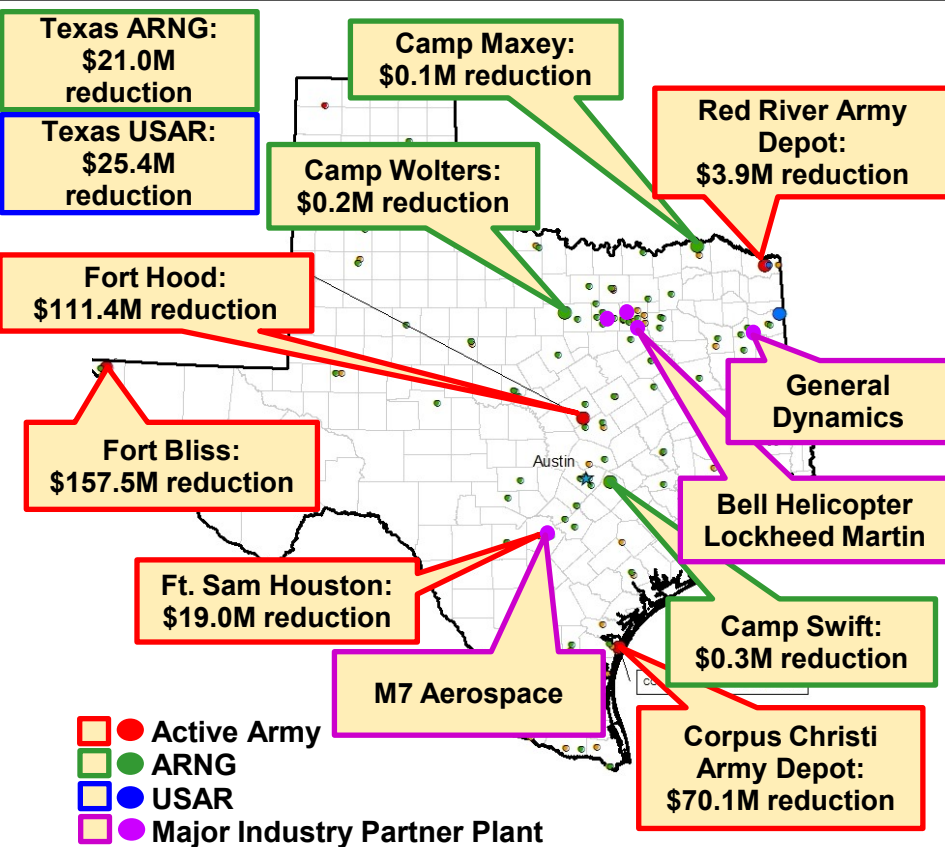 Texas ARNG:
$21.0M
reduction
Texas USAR:
$25.4M
reduction
Camp Maxey:
$0.1M reduction
Camp Wolters:
$0.2M reduction
Red River Army
Depot:
$3.9M reduction
Fort Hood:
$111.4M reduction
General
Dynamics
Fort Bliss:
$157.5M reduction
Austin
Bell Helicopter
Lockheed Martin
Ft. Sam Houston:
$19.0M reduction
Camp Swift:
$0.3M reduction
M7 Aerospace
Corpus Christi
Army Depot:
$70.1M reduction
Active Army
ARNG
USAR
Major Industry Partner Plant